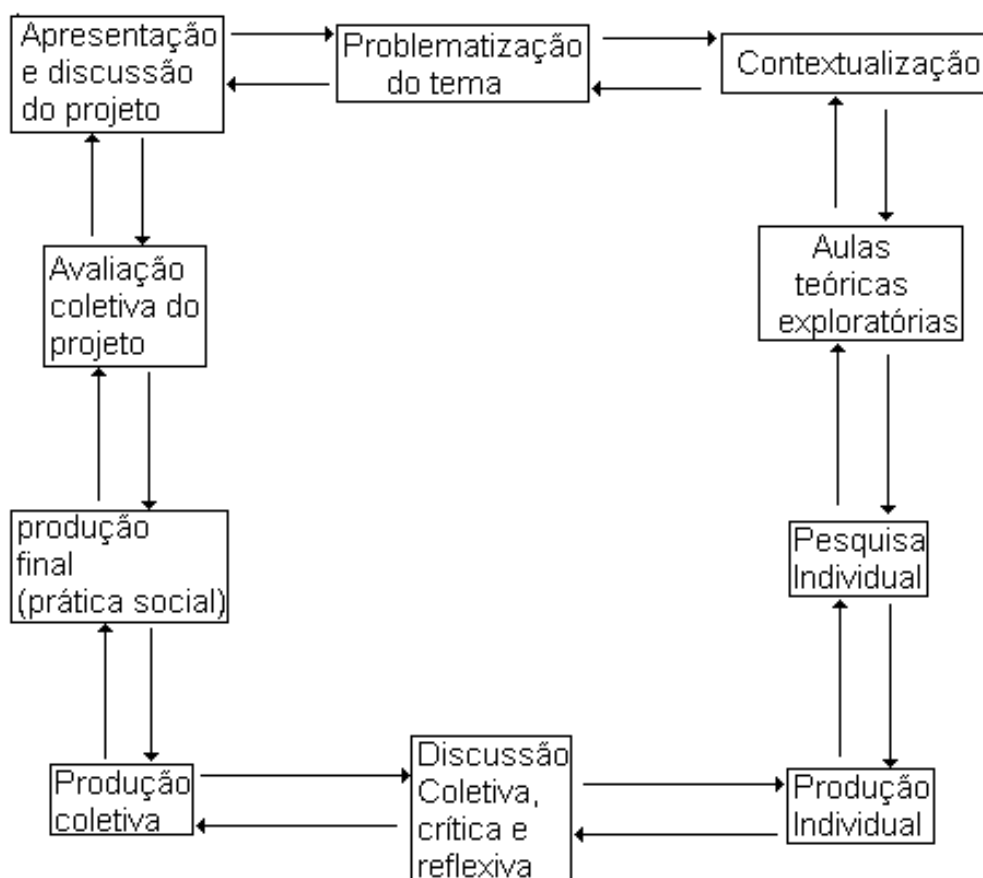 Apresentação
e discussão
do projeto
Problematização
do tema
Contextualização
Aulas
teóricas
exploratórias
Avaliação
coletiva do
projeto
Pesquisa
Individual
produção
final
(prática social)
Produção
Individual
Discussão
Coletiva,
crítica e
reflexiva
Produção
coletiva